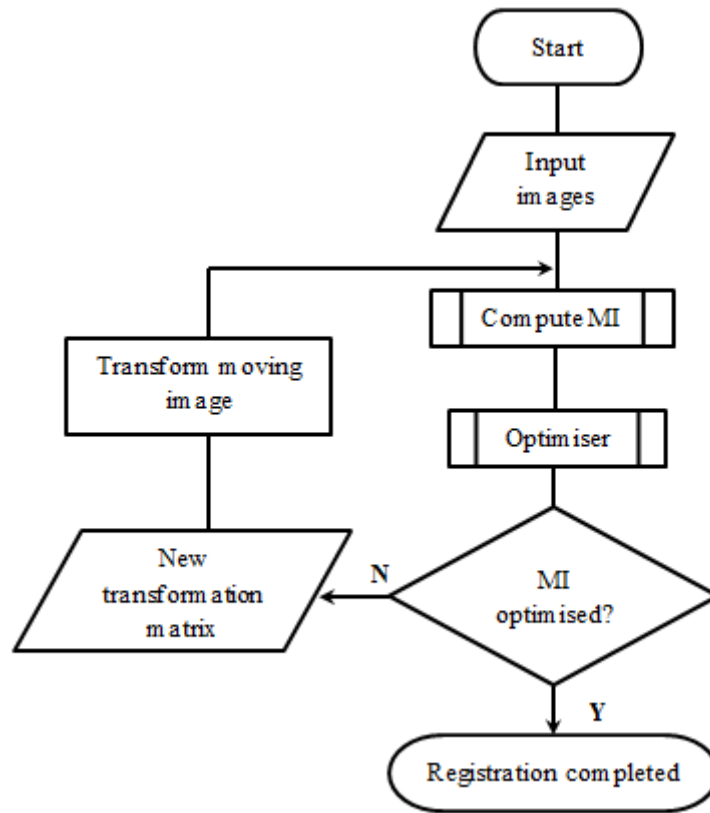 Start
Input
images
Compute MI
Transform moving
image
Optimiser
New
transformation
matrix
N
MI
optimised?
Y
Registration completed